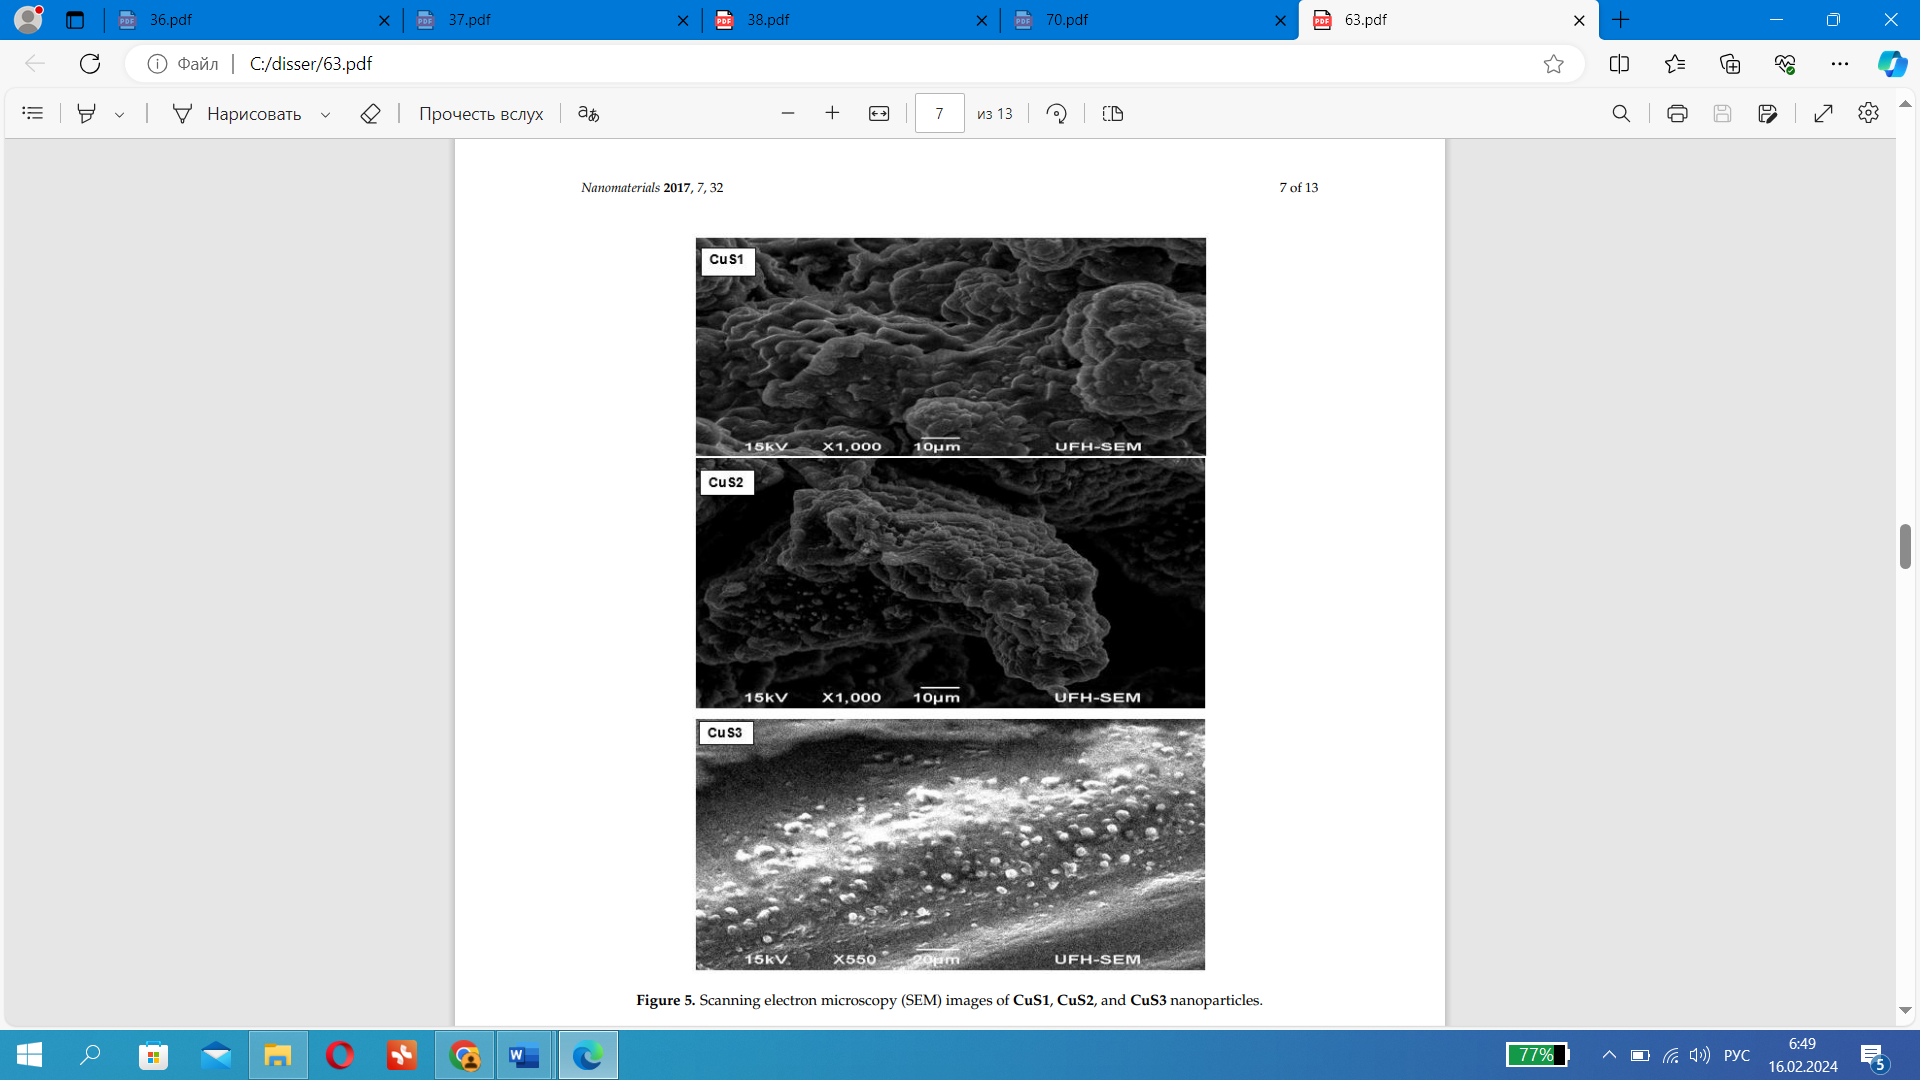 36.pdf
37.pdf
38.pdf
70.pdf
63.pdf
Файл
C:/disser/63.pdf
Нарисовать
Прочесть вслух
7
из 13
Nanomaterials 2017, 7, 32
7 of 13
CuS1
15kV X1,000 10µm UFH-SEM
CuS2
15kV X1,000 10µm UFH-SEM
CuS3
15kV X550 20µm UFH-SEM
Figure 5. Scanning electron microscopy (SEM) images of CuS1, CuS2, and CuS3 nanoparticles.
77%
РУС
6:49
16.02.2024
5